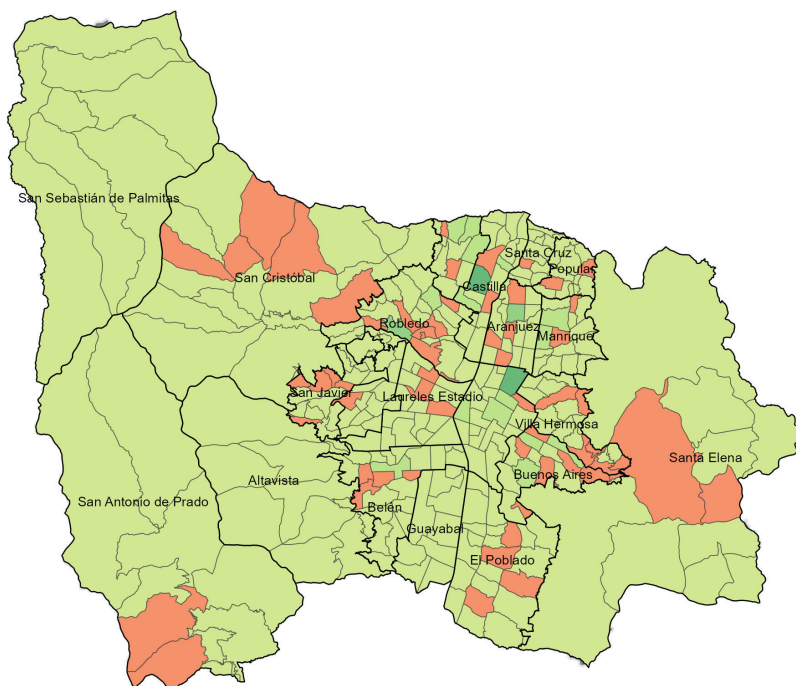 San Sebastián de Palmitas
San Cristóbal
Santa Cruz
Popular
Castilla
Robledo
Aranjuez
Manrique
San Javier
Laureles Estadio
Villa Hermosa
Santa Elena
Buenos Aires
Altavista
San Antonio de Prado
Belén
Guayabal
El Poblado